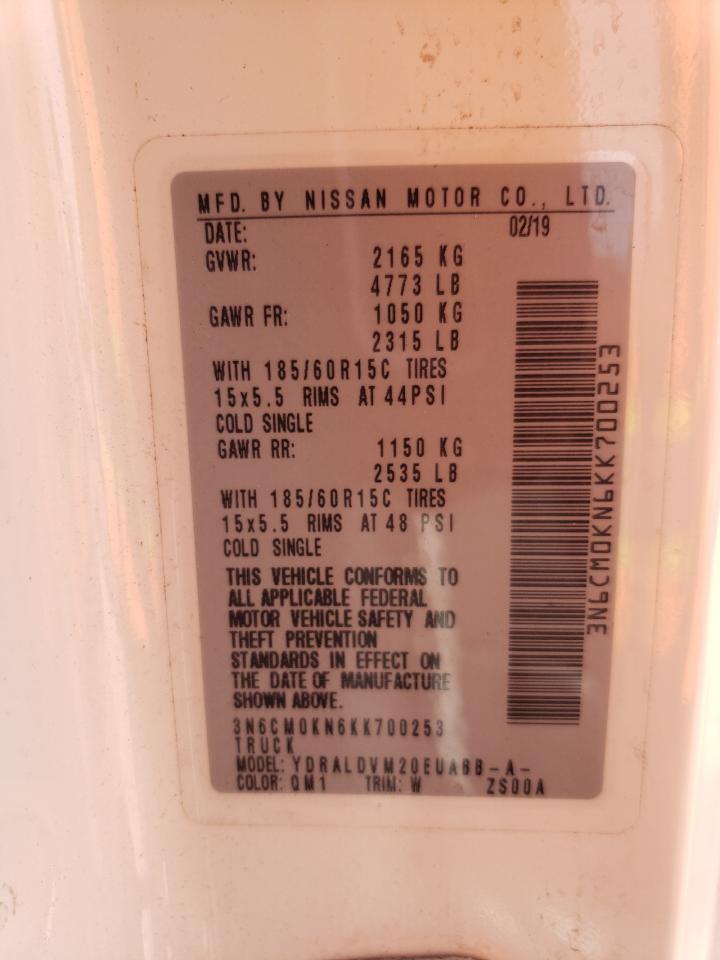 MFD. BY NISSAN MOTOR CO., LTD.
DATE: 02/19
GVWR: 2165 KG
4773 LB
GAWR FR: 1050 KG
2315 LB
WITH 185/60R15C TIRES
15x5.5 RIMS AT 44PSI
COLD SINGLE
GAWR RR: 1150 KG
2535 LB
WITH 185/60R15C TIRES
15x5.5 RIMS AT 48 PSI
COLD SINGLE
THIS VEHICLE CONFORMS TO
ALL APPLICABLE FEDERAL
MOTOR VEHICLE SAFETY AND
THEFT PREVENTION
STANDARDS IN EFFECT ON
THE DATE OF MANUFACTURE
SHOWN ABOVE.
3N6CM0KN6KK700253
TRUCK
MODEL: YDRALDVM20EUABB-A-
COLOR: QM1 TRIM: W ZS00A
3N6CM0KN6KK700253